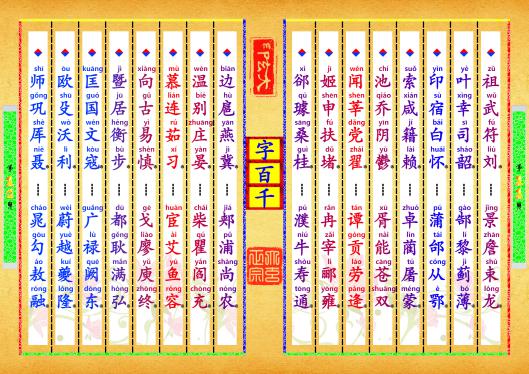 zǔ 祖 wǔ 武 fú 符 liú 刘 jǐng 景 zhān 詹 shù 束 lóng 龙
yè 叶 xìng 幸 sī 司 sháo 韶 gào 郜 lí 黎 jì 蓟 bó 薄
yìn 印 sù 宿 bái 白 huái 怀 pú 蒲 tái 邰 cóng 从 è 鄂
suǒ 索 xián 咸 jí 籍 lài 赖 zhuó 卓 lìn 蔺 tú 屠 méng 蒙
chí 池 qiáo 乔 yīn 阴 yù 鬱 xū 胥 nài 能 cāng 苍 shuāng 双
wén 闻 shēn 莘 dǎng 党 zhái 翟 tán 谭 gòng 贡 láo 劳 páng 逄
jī 姬 shēn 申 fú 扶 dǔ 堵 rǎn 冉 zǎi 宰 lì 郦 yōng 雍
xì 郤 qú 璩 sāng 桑 guì 桂 pú 濮 niú 牛 shòu 寿 tōng 通
字百千
biān 边 hù 扈 yān 燕 jì 冀 jiá 郏 pǔ 浦 shàng 尚 nóng 农
wēn 温 bié 别 zhuāng 庄 yàn 晏 chái 柴 qú 瞿 yán 阎 chōng 充
mù 慕 lián 连 rú 茹 xí 习 huàn 宦 ài 艾 yú 鱼 róng 容
xiàng 向 gǔ 古 yì 易 shèn 慎 gē 戈 liào 廖 yǔ 庾 zhōng 终
jì 暨 jū 居 héng 衡 bù 步 dū 都 gěng 耿 mǎn 满 hóng 弘
kuāng 匡 guó 国 wén 文 kòu 寇 guǎng 广 lù 禄 què 阙 dōng 东
ōu 欧 shū 殳 wò 沃 lì 利 wèi 蔚 yuè 越 kuí 夔 lóng 隆
shī 师 gǒng 巩 shè 厍 niè 聂 cháo 晁 gōu 勾 áo 敖 róng 融